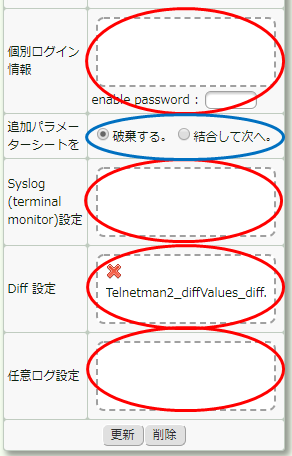 個別ログイン
情報
enable password :
追加パラメ
ーターシートを
破棄する。 結合して次へ。
Syslog
(terminal
monitor)設定
Diff 設定
Telnetman2_diffValues_diff.
任意ログ設定
更新 削除